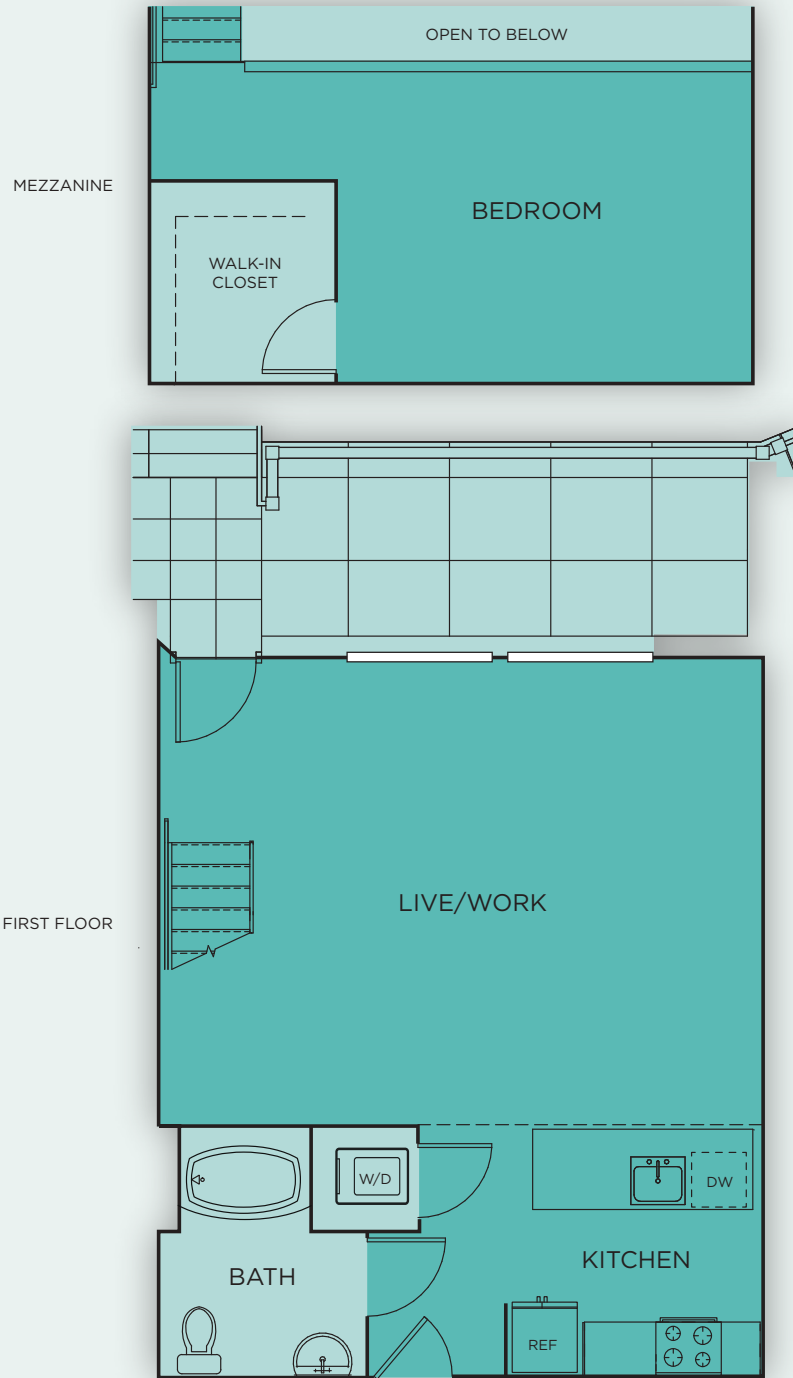 OPEN TO BELOW
MEZZANINE
BEDROOM
WALK-IN
CLOSET
FIRST FLOOR
LIVE/WORK
W/D
DW
BATH
KITCHEN
REF